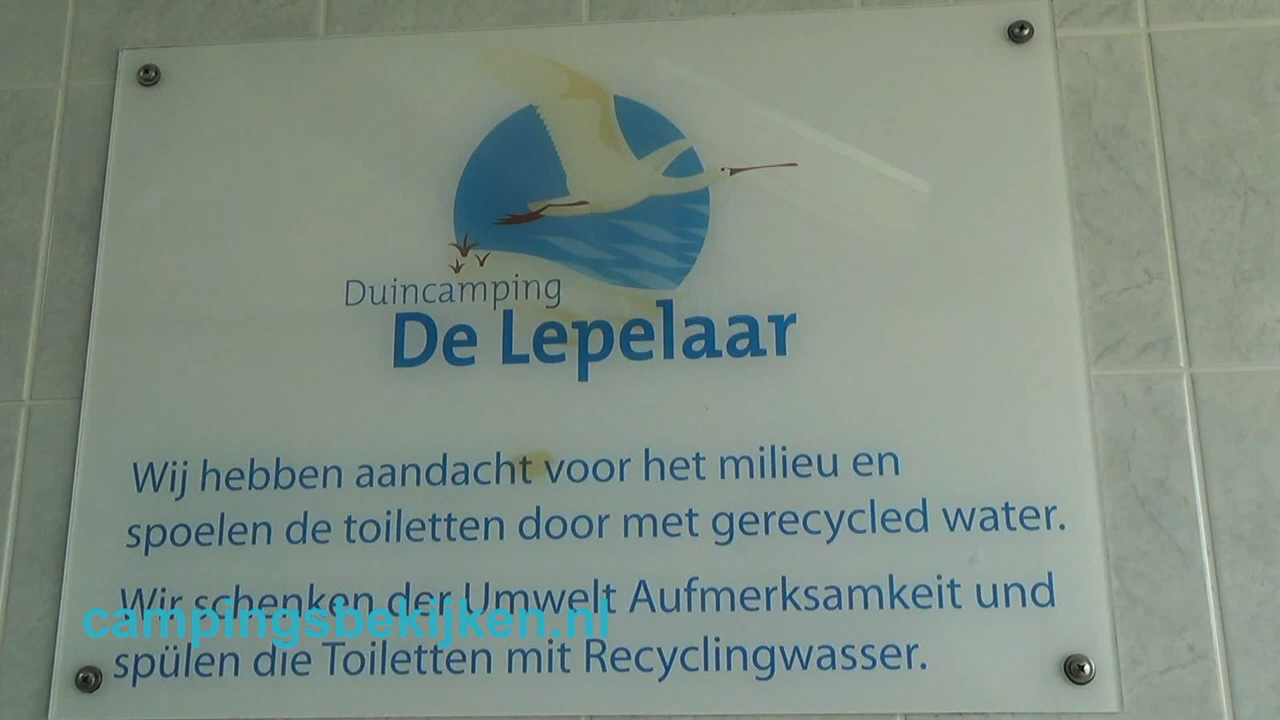 Duincamping
De Lepelaar
Wij hebben aandacht voor het milieu en
spoelen de toiletten door met gerecycled water.
Wir schenken der Umwelt Aufmerksamkeit und
campingsbekijken.nl
spülen die Toiletten mit Recyclingwasser.